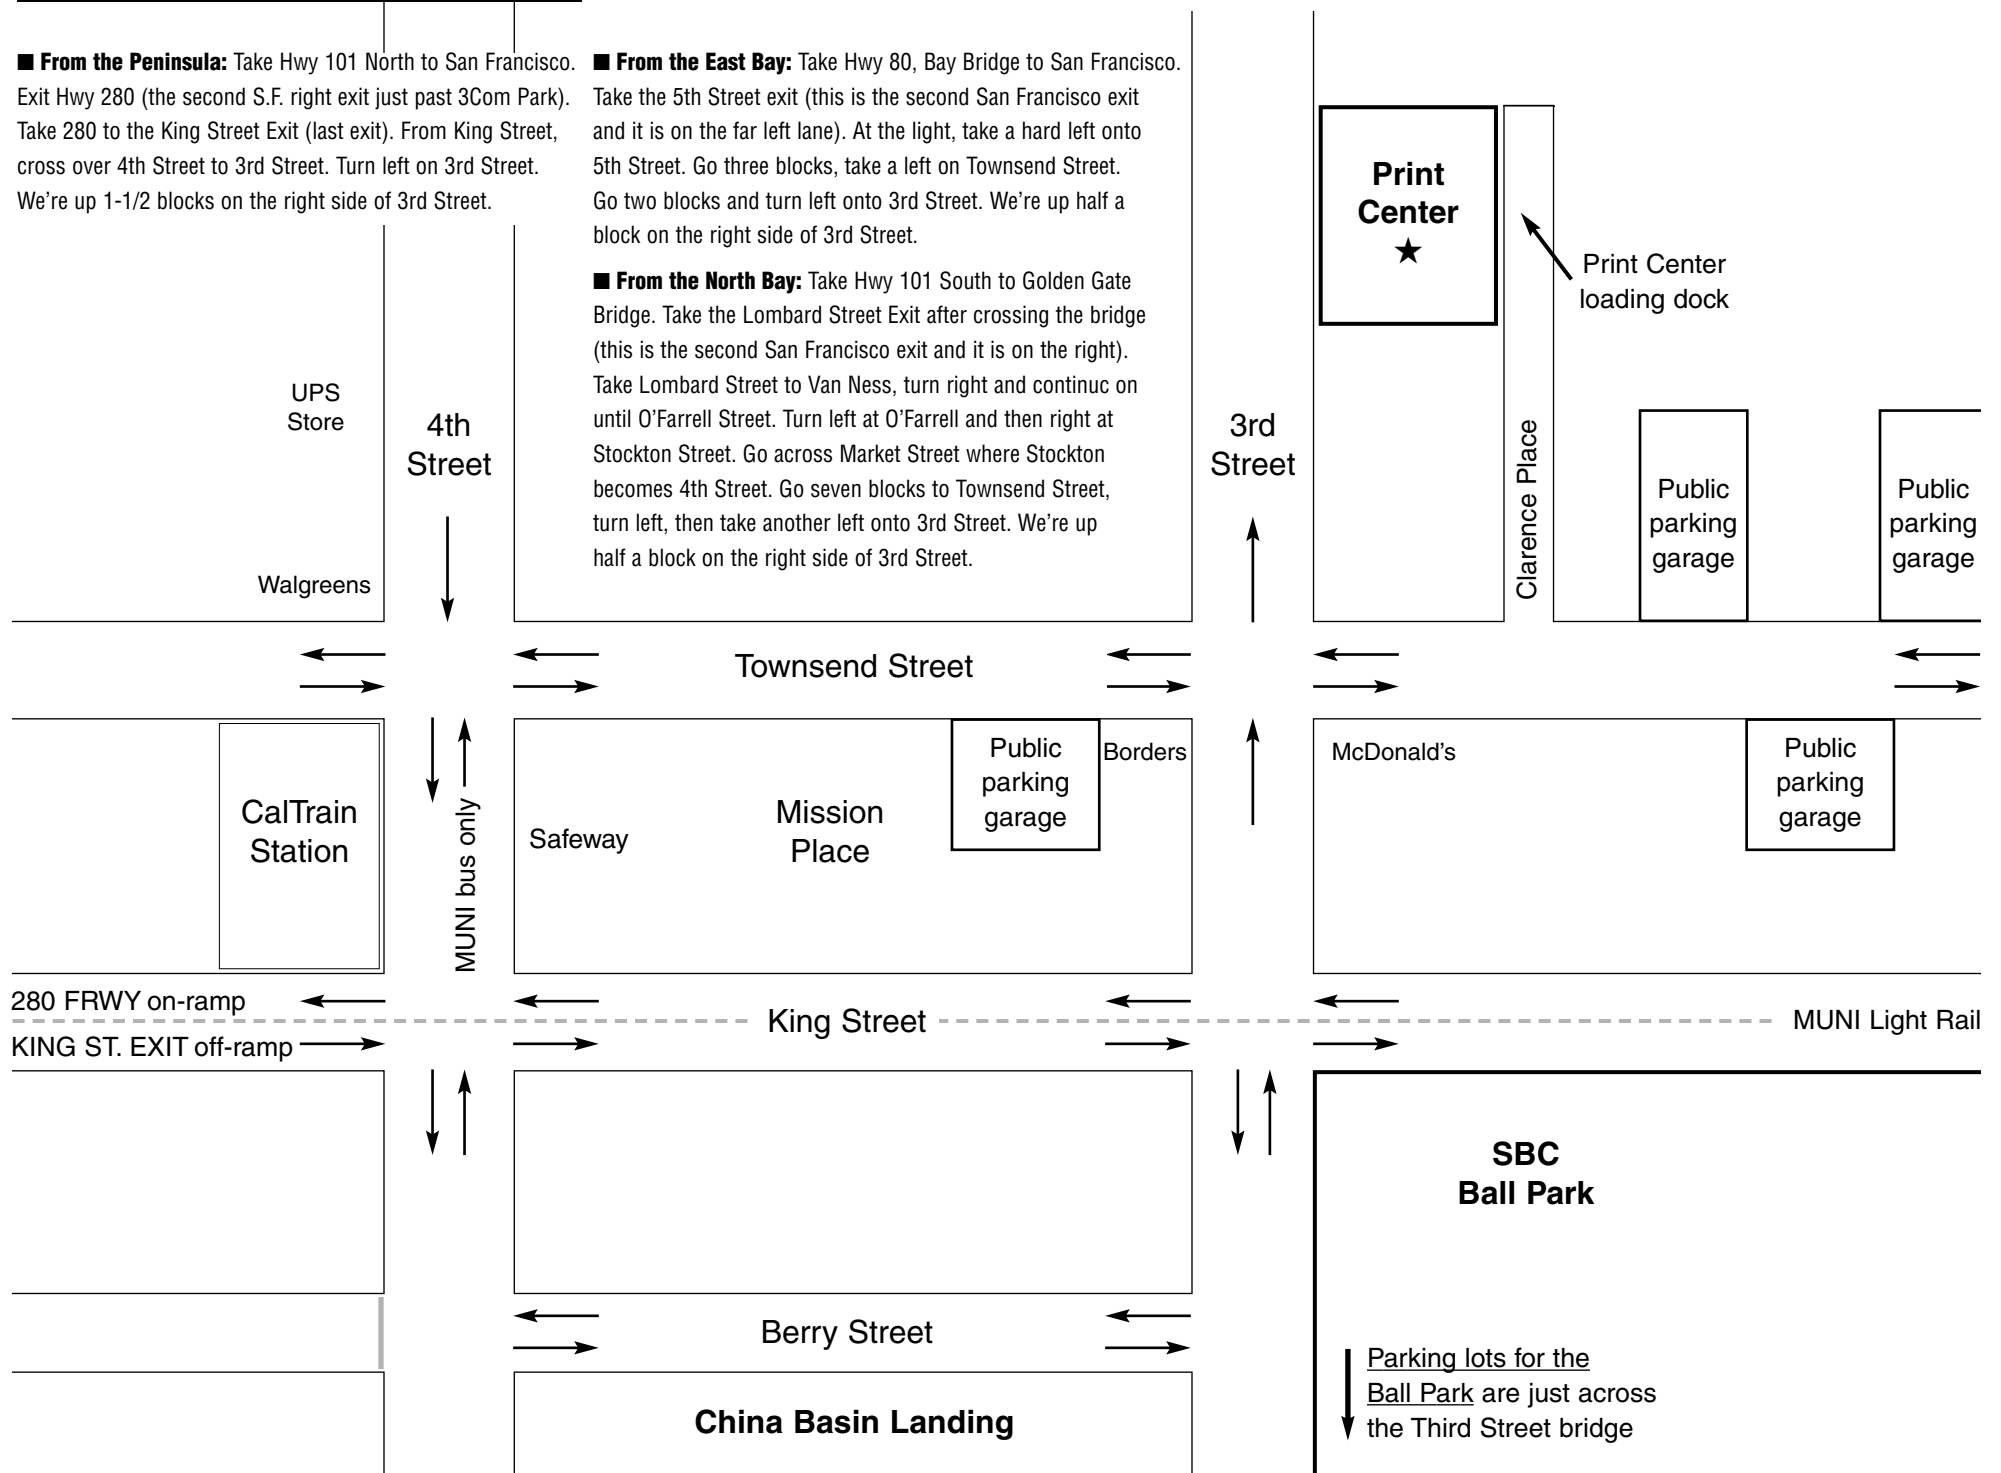 ■ From the Peninsula: Take Hwy 101 North to San Francisco.
Exit Hwy 280 (the second S.F. right exit just past 3Com Park).
Take 280 to the King Street Exit (last exit). From King Street,
cross over 4th Street to 3rd Street. Turn left on 3rd Street.
We're up 1-1/2 blocks on the right side of 3rd Street.
■ From the East Bay: Take Hwy 80, Bay Bridge to San Francisco.
Take the 5th Street exit (this is the second San Francisco exit
and it is on the far left lane). At the light, take a hard left onto
5th Street. Go three blocks, take a left on Townsend Street.
Go two blocks and turn left onto 3rd Street. We're up half a
block on the right side of 3rd Street.
■ From the North Bay: Take Hwy 101 South to Golden Gate
Bridge. Take the Lombard Street Exit after crossing the bridge
(this is the second San Francisco exit and it is on the right).
Take Lombard Street to Van Ness, turn right and continuc on
until O'Farrell Street. Turn left at O'Farrell and then right at
Stockton Street. Go across Market Street where Stockton
becomes 4th Street. Go seven blocks to Townsend Street,
turn left, then take another left onto 3rd Street. We're up
half a block on the right side of 3rd Street.
Print
Center
★
Print Center
loading dock
UPS
Store
4th
Street
3rd
Street
Clarence Place
Public
parking
garage
Public
parking
garage
Walgreens
Townsend Street
CalTrain
Station
MUNI bus only
Safeway
Mission
Place
Public
parking
garage
Borders
McDonald's
Public
parking
garage
280 FRWY on-ramp
King Street
MUNI Light Rail
KING ST. EXIT off-ramp
SBC
Ball Park
Berry Street
Parking lots for the
Ball Park are just across
the Third Street bridge
China Basin Landing